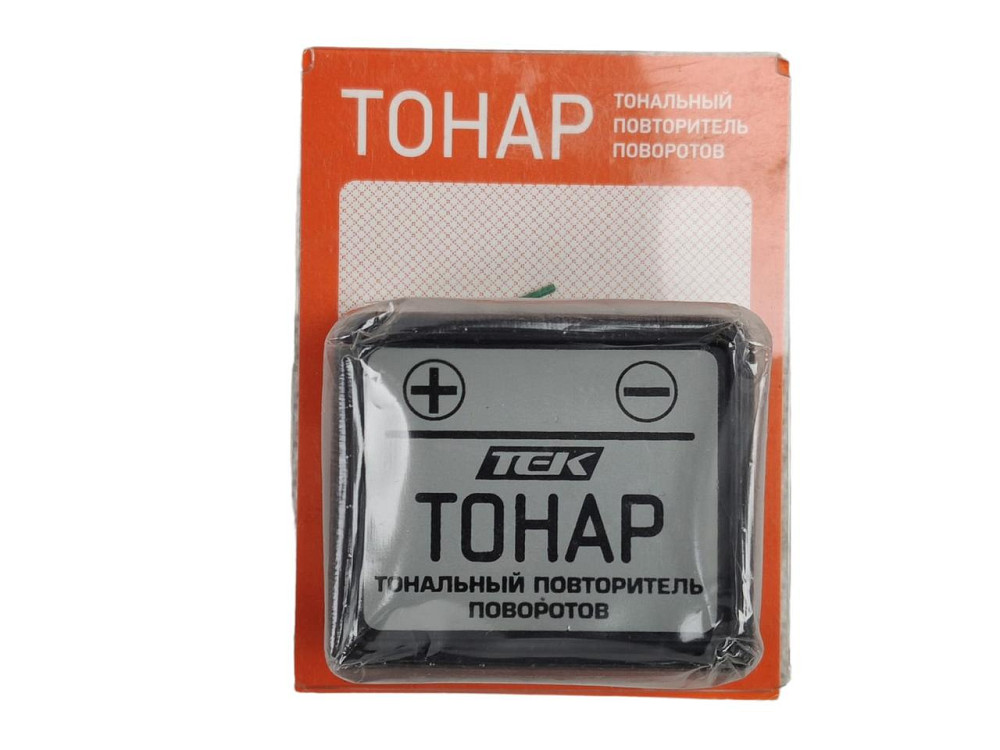 ТОНАР
ТОНАЛЬНЫЙ
ПОВТОРИТЕЛЬ
ПОВОРОТОВ
+ −
ТЕК
ТОНАР
ТОНАЛЬНЫЙ ПОВТОРИТЕЛЬ
ПОВОРОТОВ